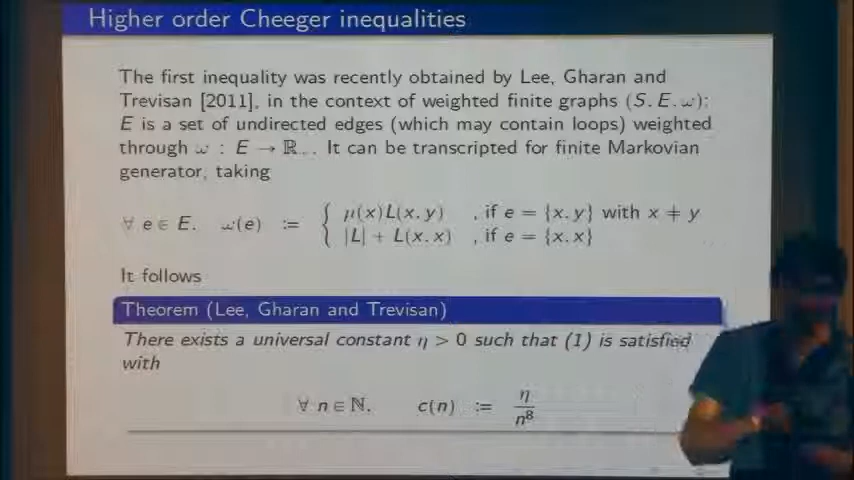 Higher order Cheeger inequalities
The first inequality was recently obtained by Lee, Gharan and
Trevisan [2011], in the context of weighted finite graphs (S, E, ω):
E is a set of undirected edges (which may contain loops) weighted
through ω : E → ℝ₊. It can be transcripted for finite Markovian
generator, taking
∀ e ∈ E, ω(e) := { μ(x)L(x, y) , if e = {x, y} with x ≠ y
|L| + L(x, x) , if e = {x, x}
It follows
Theorem (Lee, Gharan and Trevisan)
There exists a universal constant η > 0 such that (1) is satisfied
with
∀ n ∈ ℕ, c(n) := η/n⁸